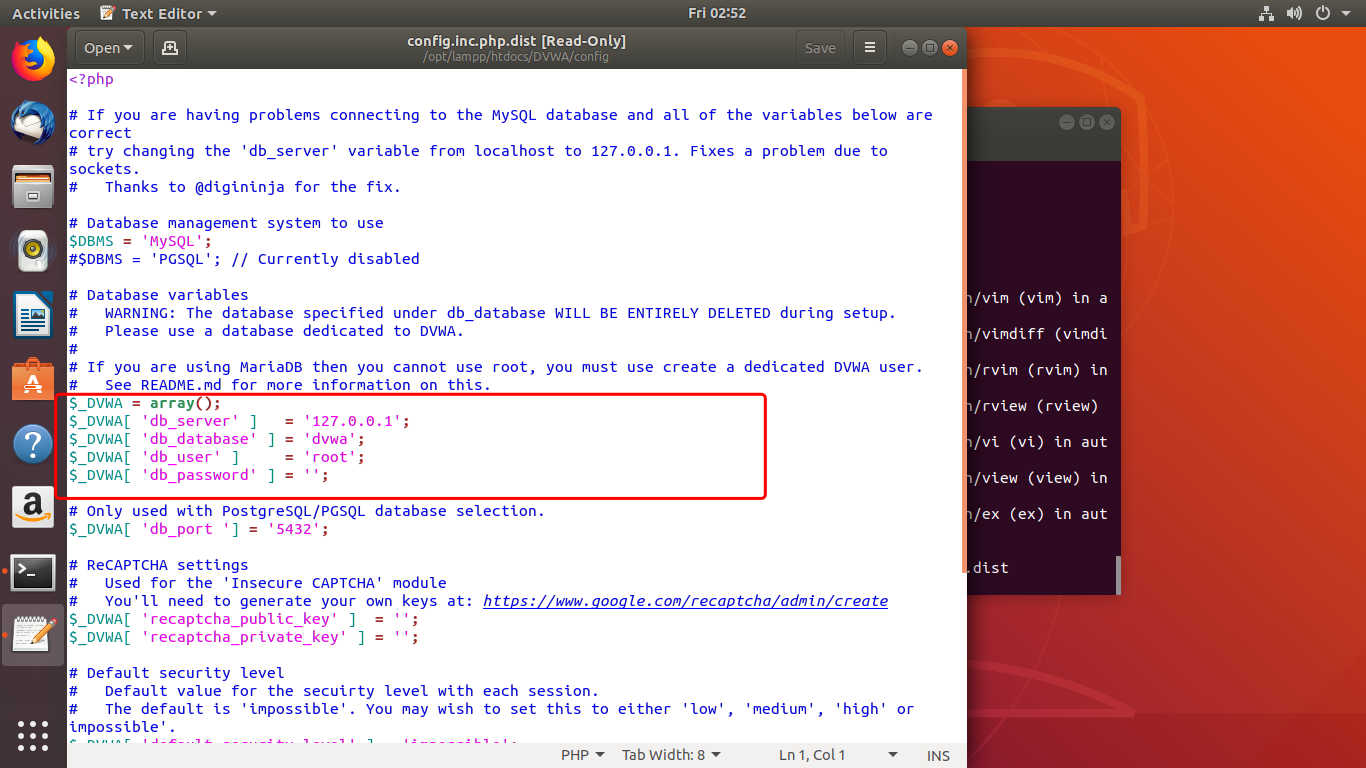 Activities Text Editor Fri 02:52
Open config.inc.php.dist [Read-Only] Save
/opt/lampp/htdocs/DVWA/config
<?php
# If you are having problems connecting to the MySQL database and all of the variables below are
correct
# try changing the 'db_server' variable from localhost to 127.0.0.1. Fixes a problem due to
sockets.
#   Thanks to @digininja for the fix.
# Database management system to use
$DBMS = 'MySQL';
#$DBMS = 'PGSQL'; // Currently disabled
# Database variables
#   WARNING: The database specified under db_database WILL BE ENTIRELY DELETED during setup.
#   Please use a database dedicated to DVWA.
#
# If you are using MariaDB then you cannot use root, you must use create a dedicated DVWA user.
#   See README.md for more information on this.
$_DVWA = array();
$_DVWA[ 'db_server' ]   = '127.0.0.1';
$_DVWA[ 'db_database' ] = 'dvwa';
$_DVWA[ 'db_user' ]     = 'root';
$_DVWA[ 'db_password' ] = '';
# Only used with PostgreSQL/PGSQL database selection.
$_DVWA[ 'db_port '] = '5432';
# ReCAPTCHA settings
#   Used for the 'Insecure CAPTCHA' module
#   You'll need to generate your own keys at: https://www.google.com/recaptcha/admin/create
$_DVWA[ 'recaptcha_public_key' ]  = '';
$_DVWA[ 'recaptcha_private_key' ] = '';
# Default security level
#   Default value for the secuirty level with each session.
#   The default is 'impossible'. You may wish to set this to either 'low', 'medium', 'high' or
impossible'.
$_DVWA[ 'default_security_level' ] = 'impossible';
PHP Tab Width: 8 Ln 1, Col 1 INS
n/vim (vim) in a
n/vimdiff (vimdi
n/rvim (rvim) in
n/rview (rview)
n/vi (vi) in aut
n/view (view) in
n/ex (ex) in aut
.dist